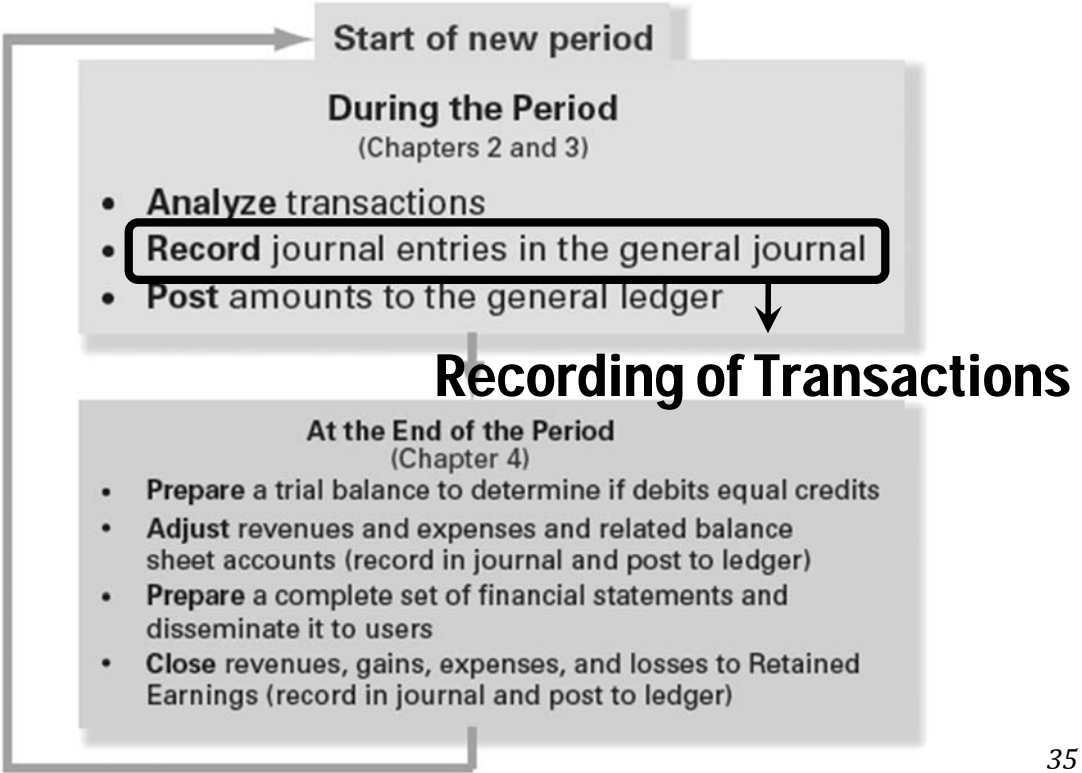 Start of new period
During the Period
(Chapters 2 and 3)
• Analyze transactions
• Record journal entries in the general journal
• Post amounts to the general ledger
Recording of Transactions
At the End of the Period
(Chapter 4)
• Prepare a trial balance to determine if debits equal credits
• Adjust revenues and expenses and related balance
sheet accounts (record in journal and post to ledger)
• Prepare a complete set of financial statements and
disseminate it to users
• Close revenues, gains, expenses, and losses to Retained
Earnings (record in journal and post to ledger)
35